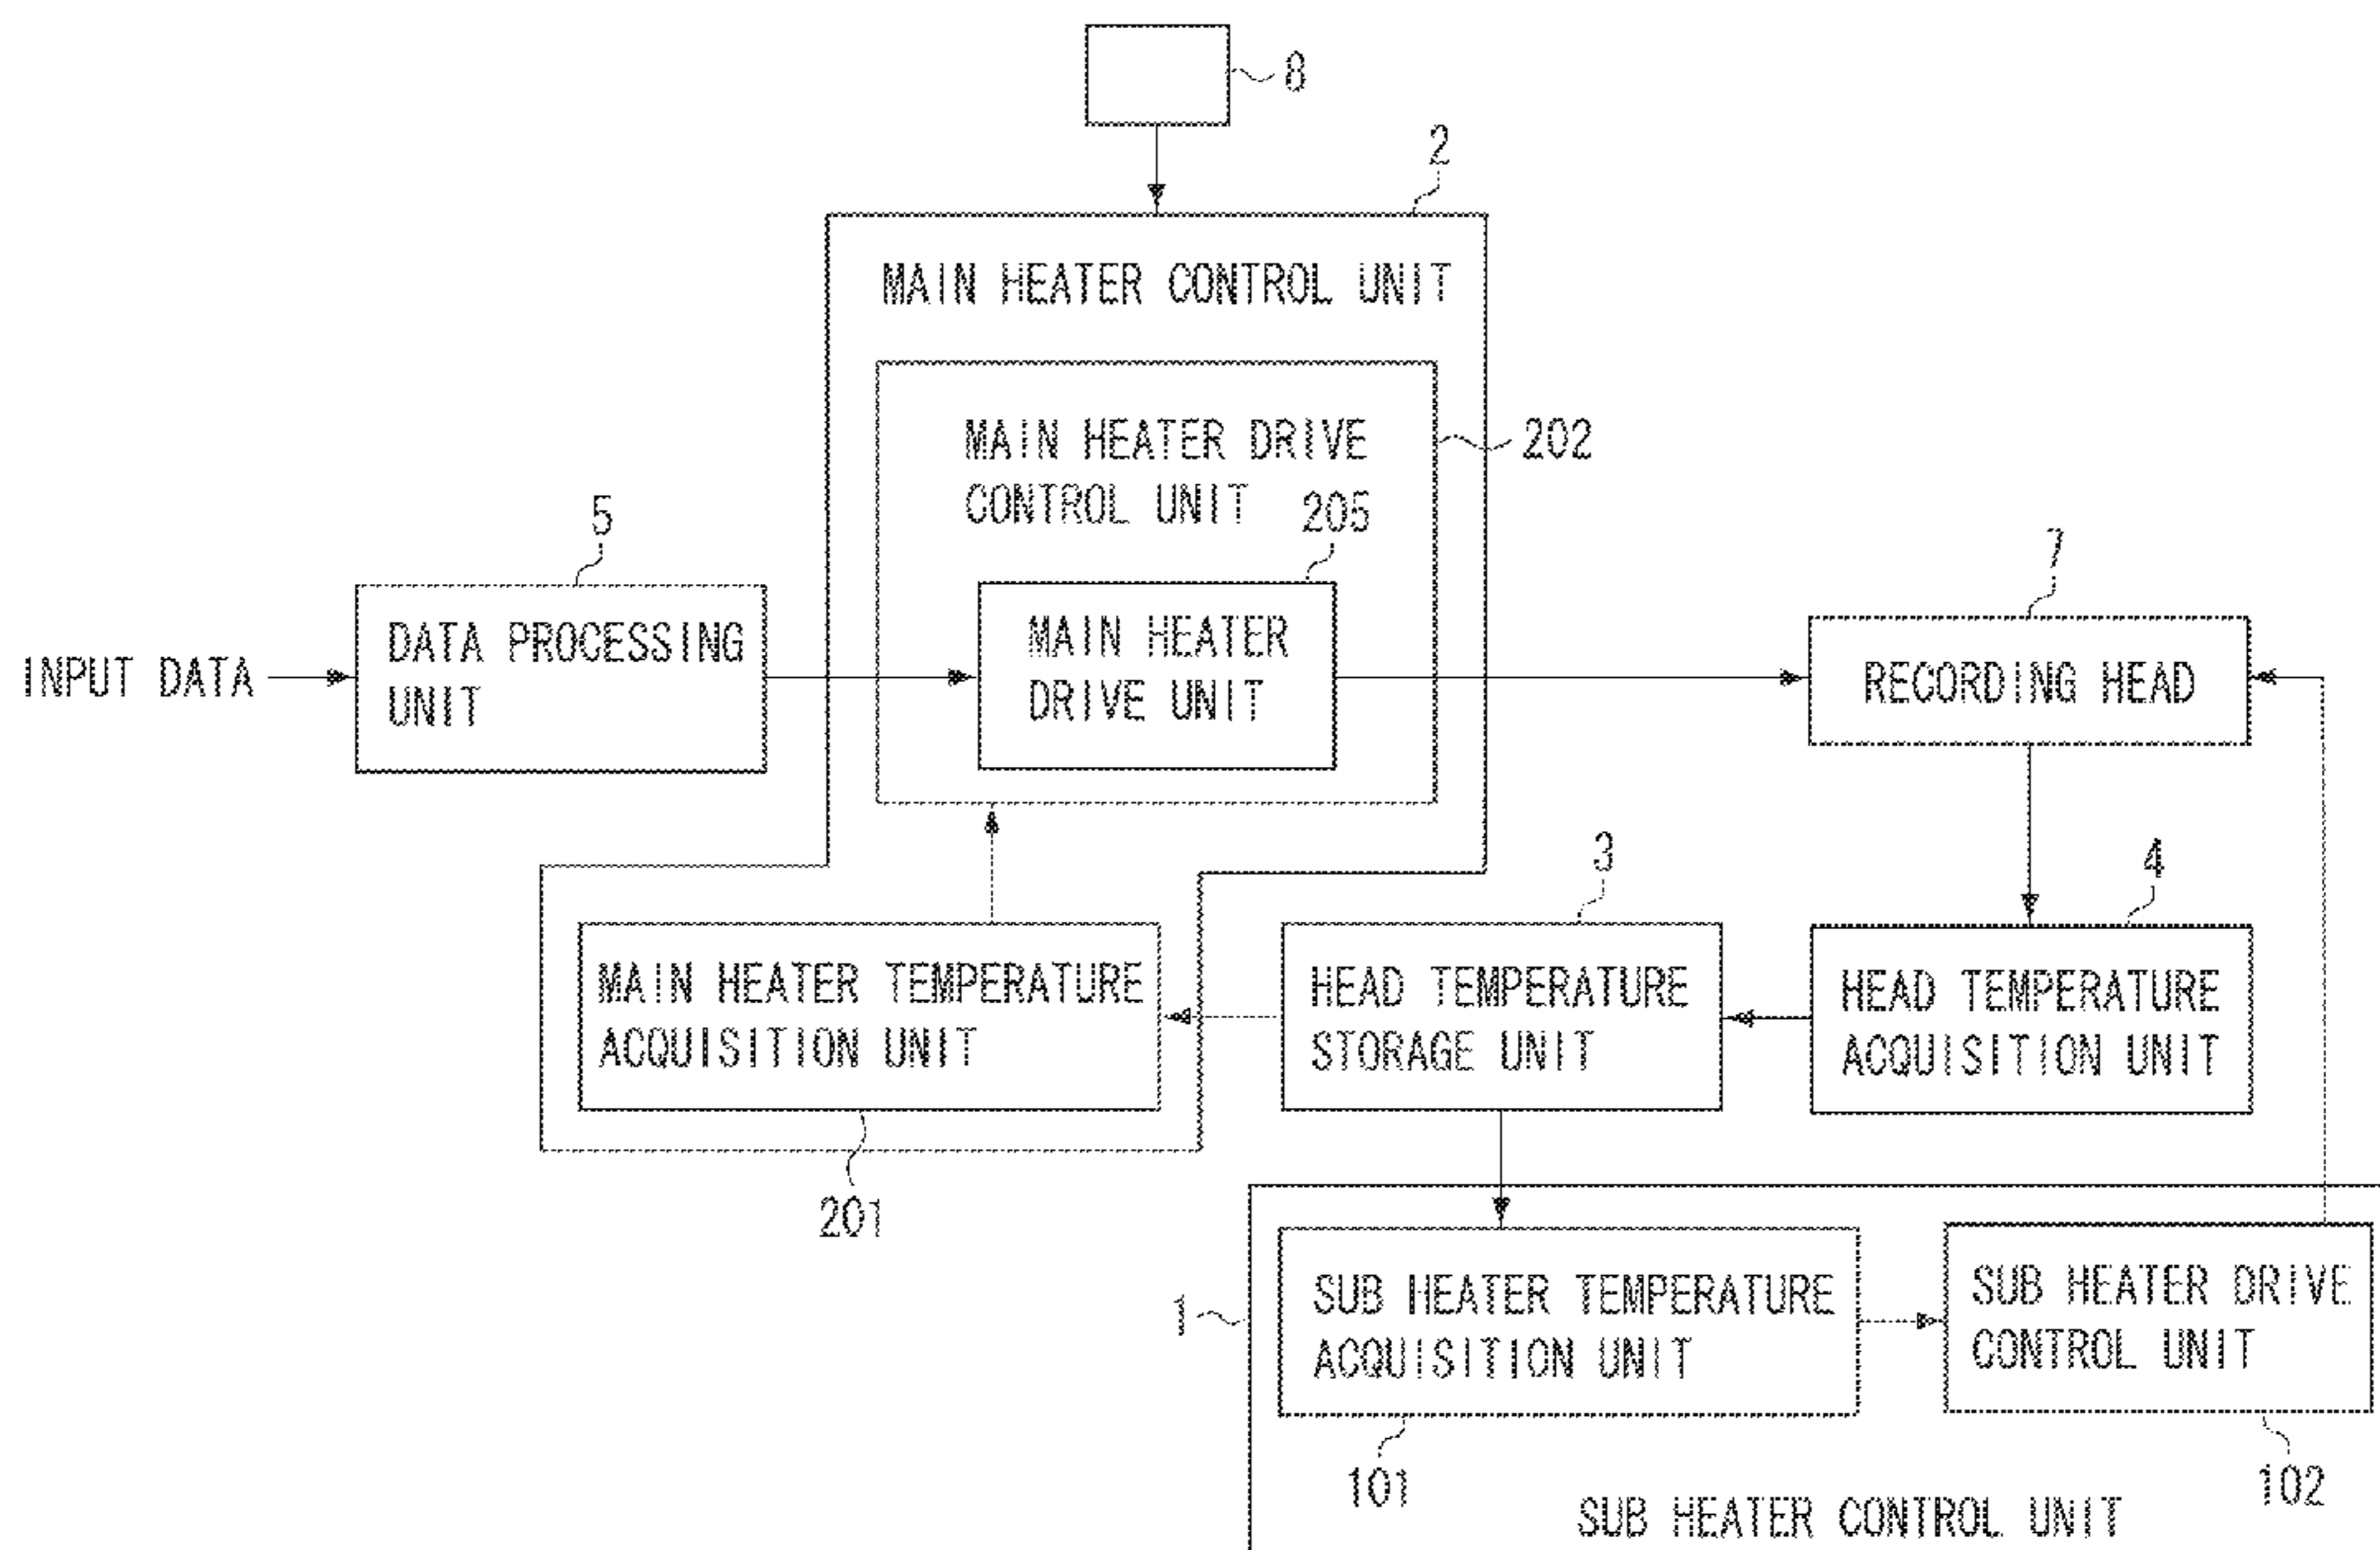 8
2
MAIN HEATER CONTROL UNIT
MAIN HEATER DRIVE
CONTROL UNIT
202
205
5
MAIN HEATER
DRIVE UNIT
INPUT DATA
DATA PROCESSING
UNIT
7
RECORDING HEAD
3
4
MAIN HEATER TEMPERATURE
ACQUISITION UNIT
HEAD TEMPERATURE
STORAGE UNIT
HEAD TEMPERATURE
ACQUISITION UNIT
201
1
SUB HEATER TEMPERATURE
ACQUISITION UNIT
SUB HEATER DRIVE
CONTROL UNIT
101
102
SUB HEATER CONTROL UNIT